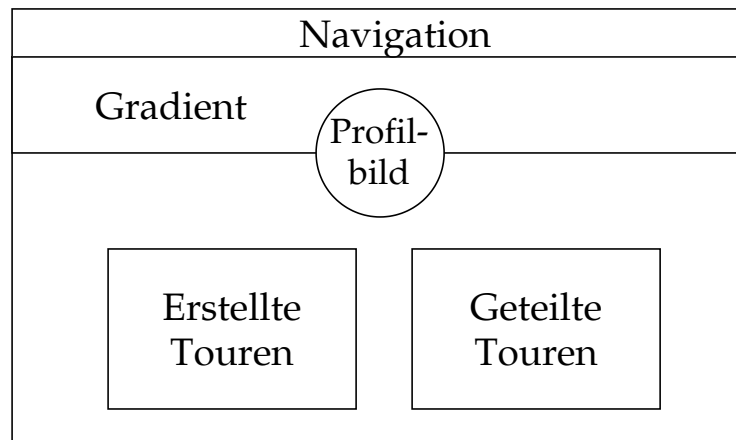 Navigation
Gradient
Profil-
bild
Erstellte
Touren
Geteilte
Touren